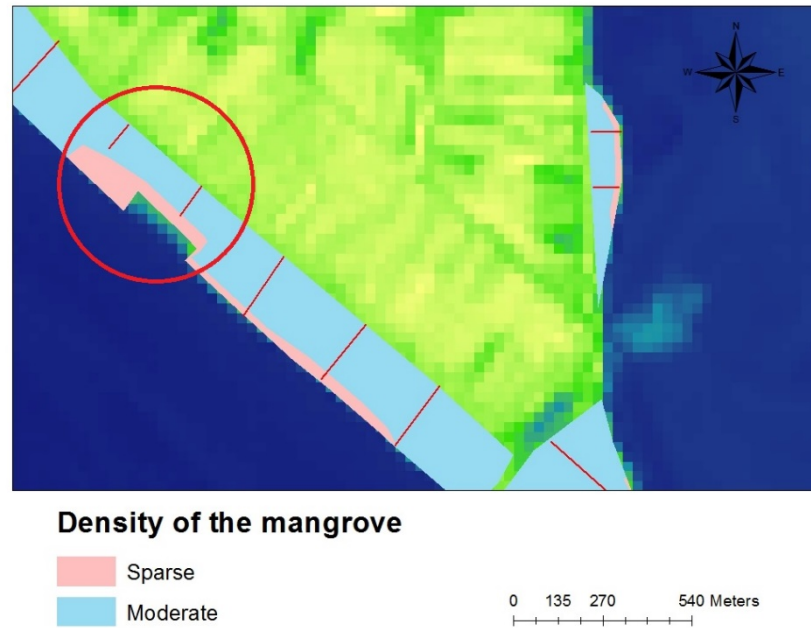 N
W E
S
Density of the mangrove
Sparse
Moderate
0 135 270 540 Meters